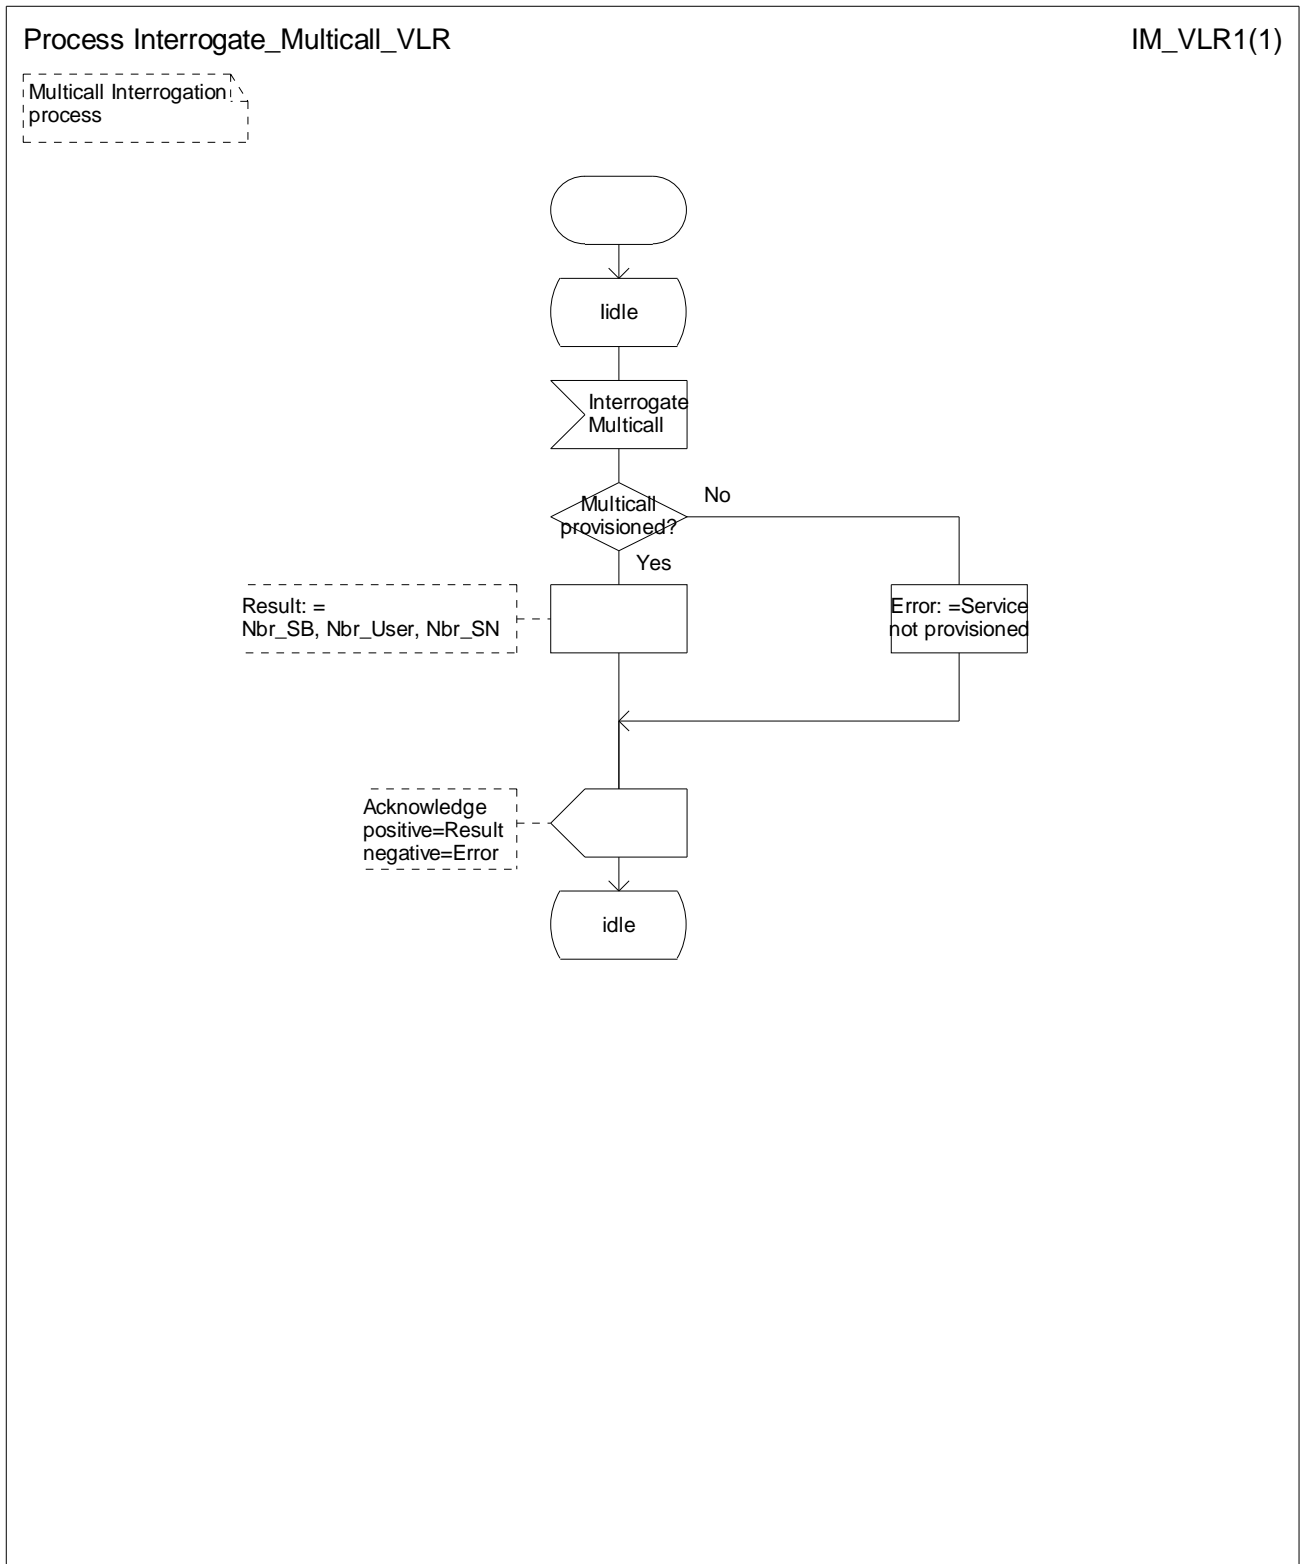 Process Interrogate_Multicall_VLR
IM_VLR1(1)
Multicall Interrogation
process
Iidle
Interrogate
Multicall
Multicall
provisioned?
No
Yes
Result: =
Nbr_SB, Nbr_User, Nbr_SN
Error: =Service
not provisioned
Acknowledge
positive=Result
negative=Error
idle